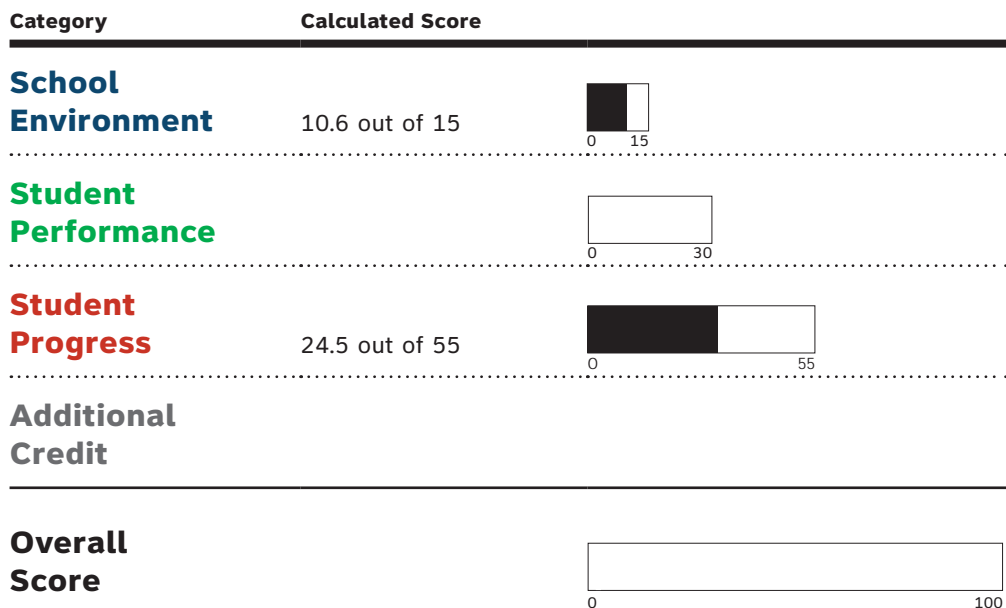 Category Calculated Score
School
Environment 10.6 out of 15
0 15
Student
Performance
0 30
Student
Progress 24.5 out of 55
0 55
Additional
Credit
Overall
Score
0 100